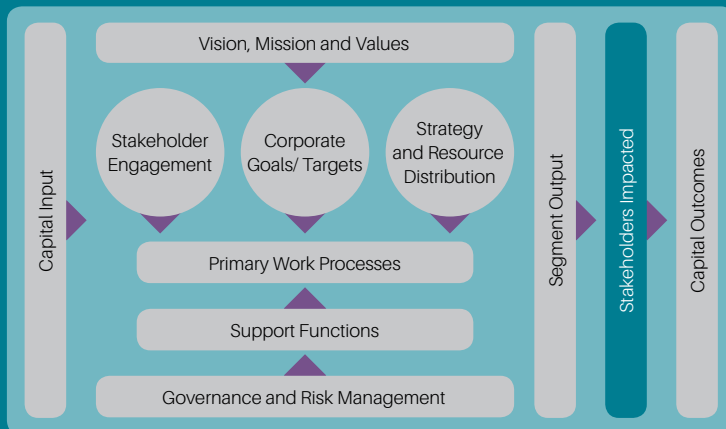 Capital Input
Vision, Mission and Values
Stakeholder
Engagement
Corporate
Goals/ Targets
Strategy
and Resource
Distribution
Primary Work Processes
Support Functions
Governance and Risk Management
Segment Output
Stakeholders Impacted
Capital Outcomes